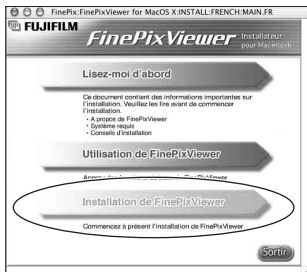 FinePix:FinePixViewer for MacOS X:INSTALL:FRENCH:MAIN.FR
FUJIFILM
FinePixViewer Installateur
pour Macintosh
Lisez-moi d'abord
Ce document contient des informations importantes sur
l'installation. Veuillez les lire avant de commencer
l'installation.
• A propos de FinePixViewer
• Système requis
• Conseils d'installation
Utilisation de FinePixViewer
Installation de FinePixViewer
Commencez à présent l'installation de FinePixViewer.
Sortir